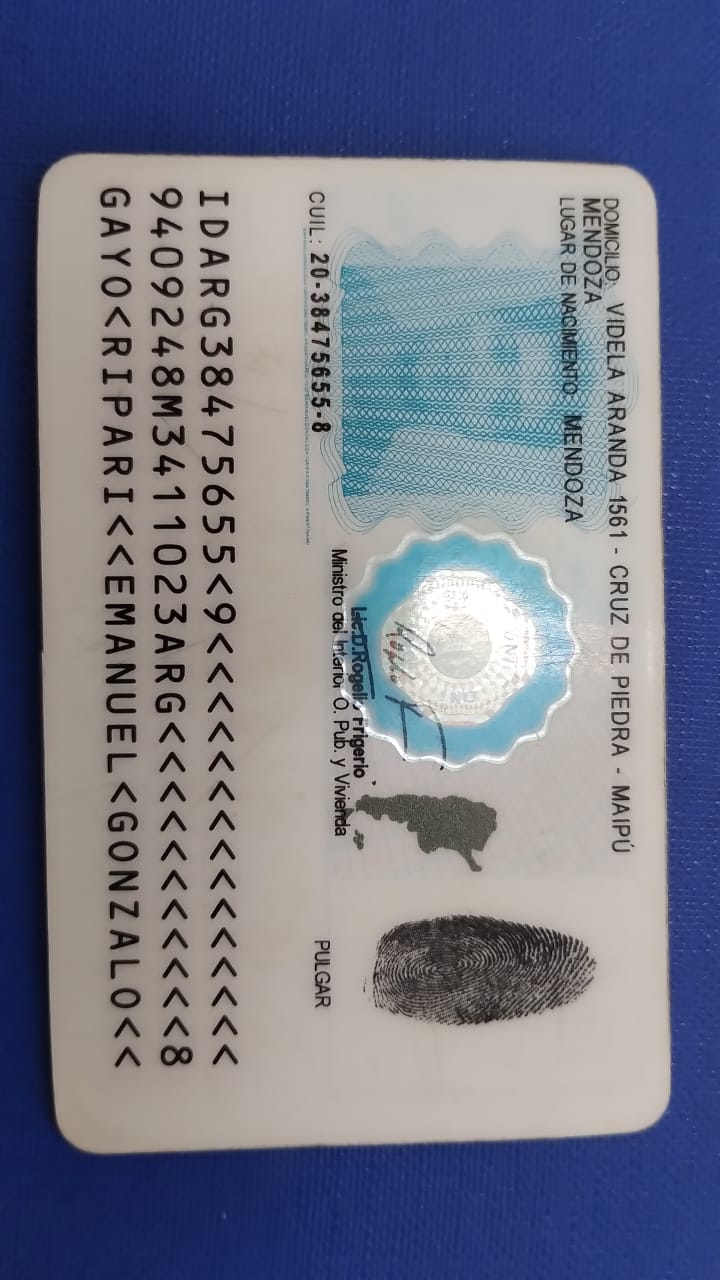 DOMICILIO: VIDELA ARANDA 1561 - CRUZ DE PIEDRA - MAIPÚ
MENDOZA
LUGAR DE NACIMIENTO: MENDOZA
Lic.D.Rogelio Frigerio
Ministro del Interior O. Pub. y Vivienda
CUIL: 20-38475655-8
PULGAR
IDARG38475655<9<<<<<<<<<<<<<<<
9409248M3411023ARG<<<<<<<<<<<8
GAYO<RIPARI<<EMANUEL<GONZALO<<